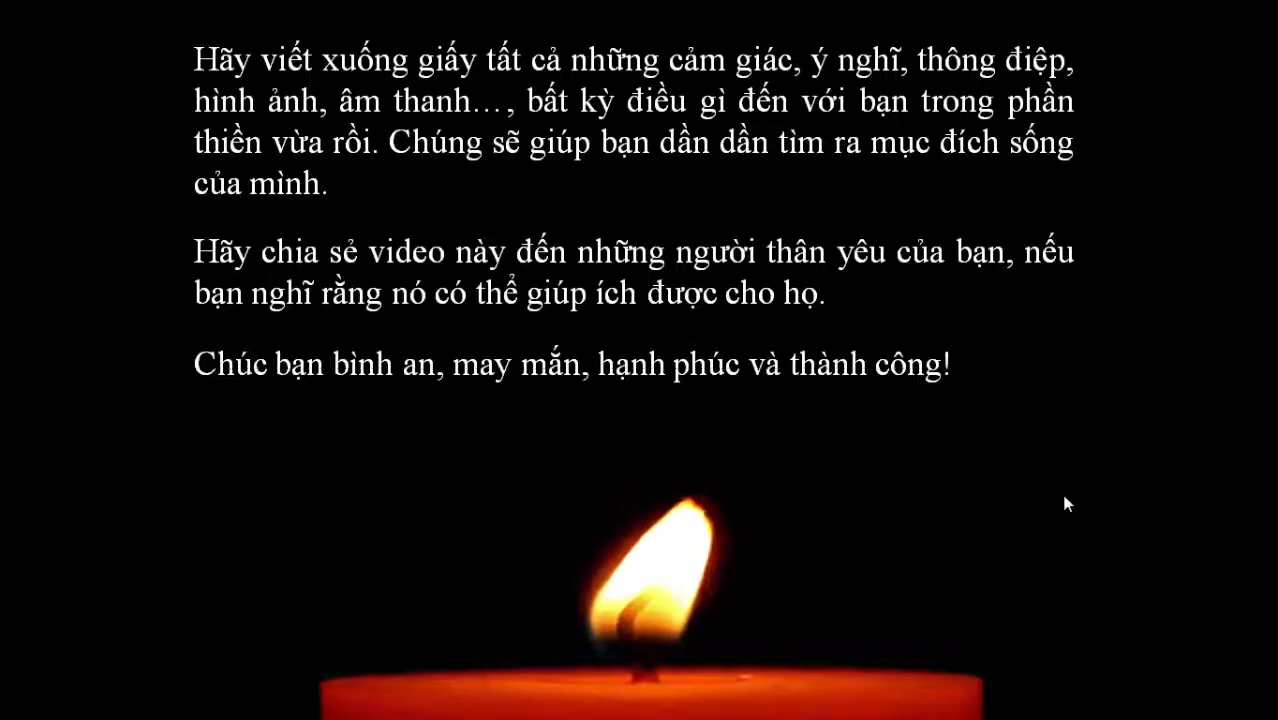 Hãy viết xuống giấy tất cả những cảm giác, ý nghĩ, thông điệp,
hình ảnh, âm thanh…, bất kỳ điều gì đến với bạn trong phần
thiền vừa rồi. Chúng sẽ giúp bạn dần dần tìm ra mục đích sống
của mình.
Hãy chia sẻ video này đến những người thân yêu của bạn, nếu
bạn nghĩ rằng nó có thể giúp ích được cho họ.
Chúc bạn bình an, may mắn, hạnh phúc và thành công!